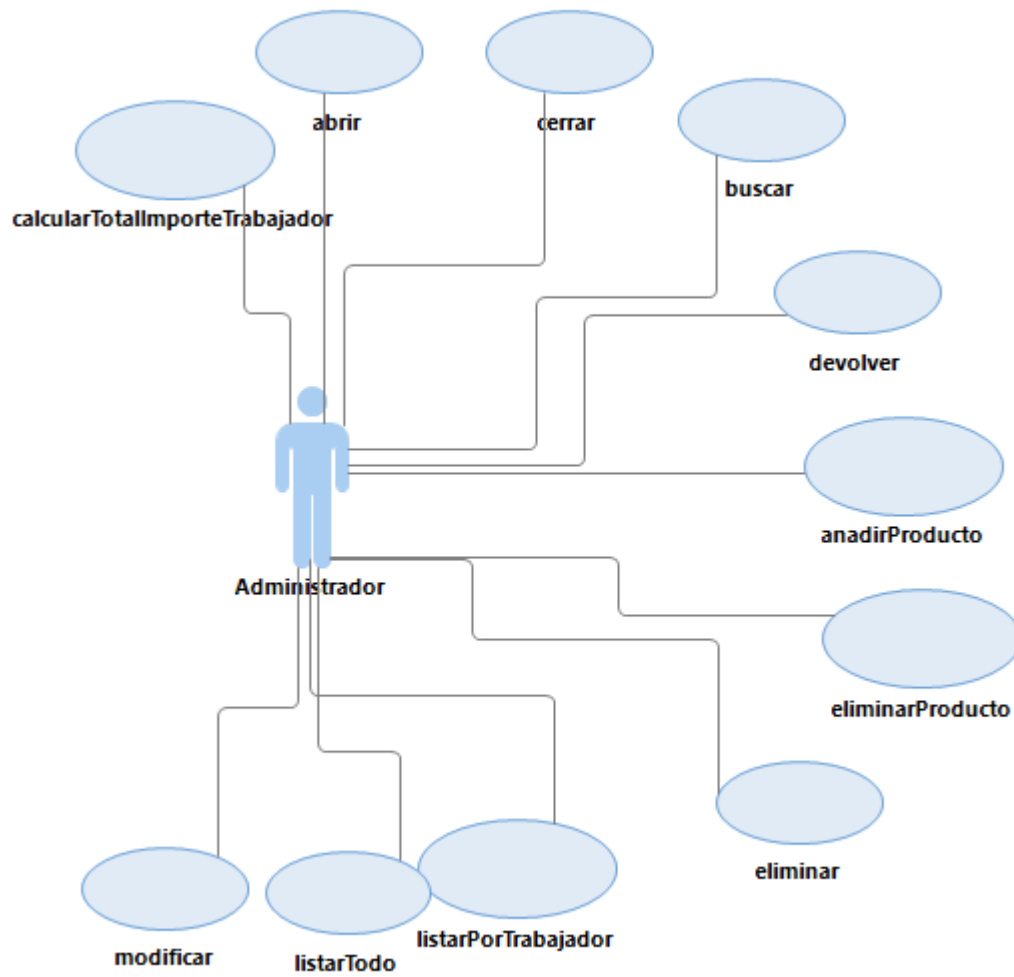 abrir
cerrar
buscar
calcularTotalImporteTrabajador
devolver
anadirProducto
Administrador
eliminarProducto
eliminar
listarPorTrabajador
modificar
listarTodo